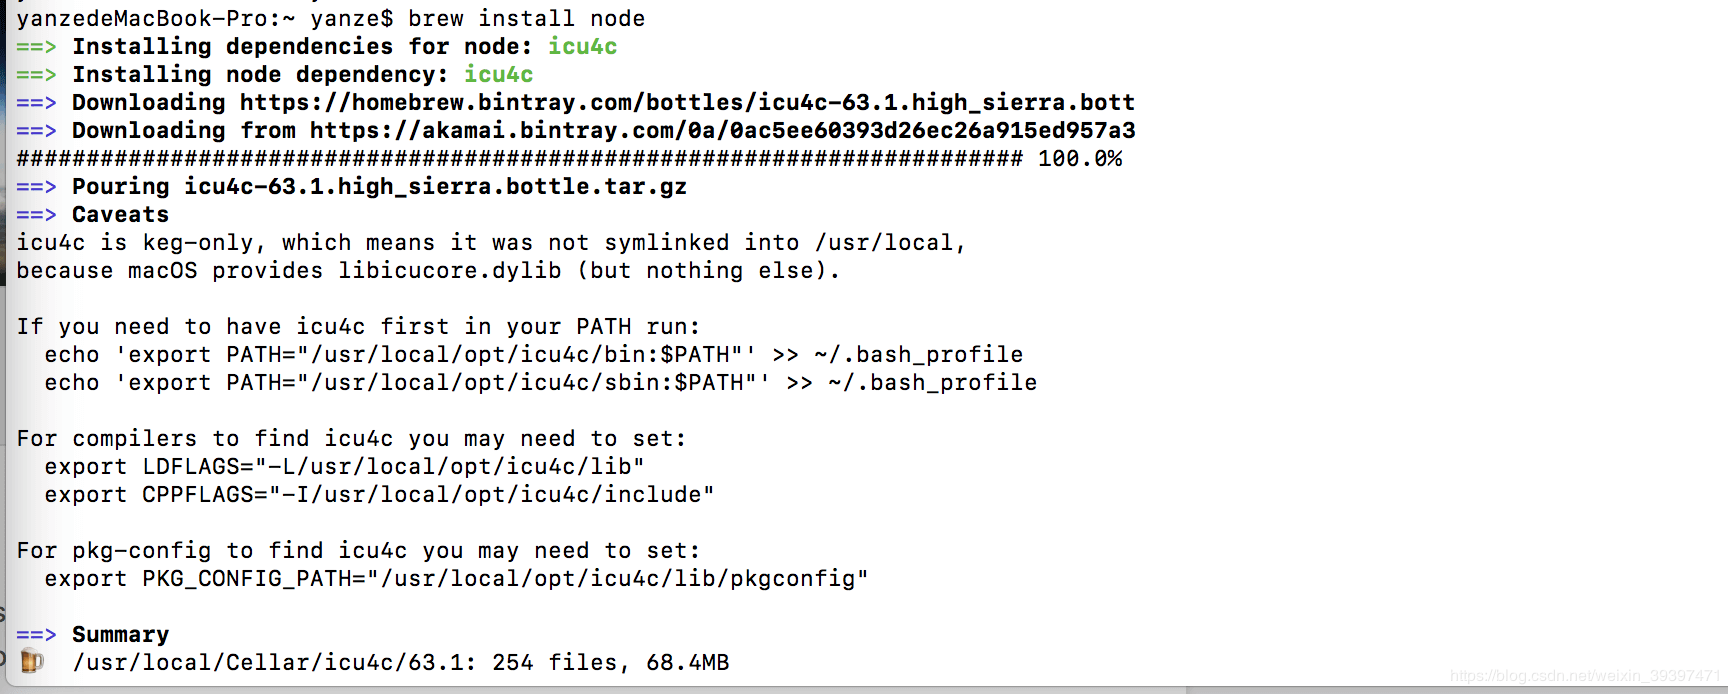 yanzedeMacBook-Pro:~ yanze$ brew install node
==> Installing dependencies for node: icu4c
==> Installing node dependency: icu4c
==> Downloading https://homebrew.bintray.com/bottles/icu4c-63.1.high_sierra.bott
==> Downloading from https://akamai.bintray.com/0a/0ac5ee60393d26ec26a915ed957a3
######################################################################## 100.0%
==> Pouring icu4c-63.1.high_sierra.bottle.tar.gz
==> Caveats
icu4c is keg-only, which means it was not symlinked into /usr/local,
because macOS provides libicucore.dylib (but nothing else).
If you need to have icu4c first in your PATH run:
echo 'export PATH="/usr/local/opt/icu4c/bin:$PATH"' >> ~/.bash_profile
echo 'export PATH="/usr/local/opt/icu4c/sbin:$PATH"' >> ~/.bash_profile
For compilers to find icu4c you may need to set:
export LDFLAGS="-L/usr/local/opt/icu4c/lib"
export CPPFLAGS="-I/usr/local/opt/icu4c/include"
For pkg-config to find icu4c you may need to set:
export PKG_CONFIG_PATH="/usr/local/opt/icu4c/lib/pkgconfig"
==> Summary
🍺 /usr/local/Cellar/icu4c/63.1: 254 files, 68.4MB
https://blog.csdn.net/weixin_39397471